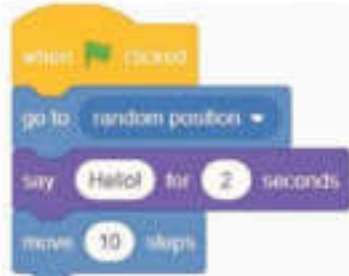 when clicked
go to random position
say Hello! for 2 seconds
move 10 steps